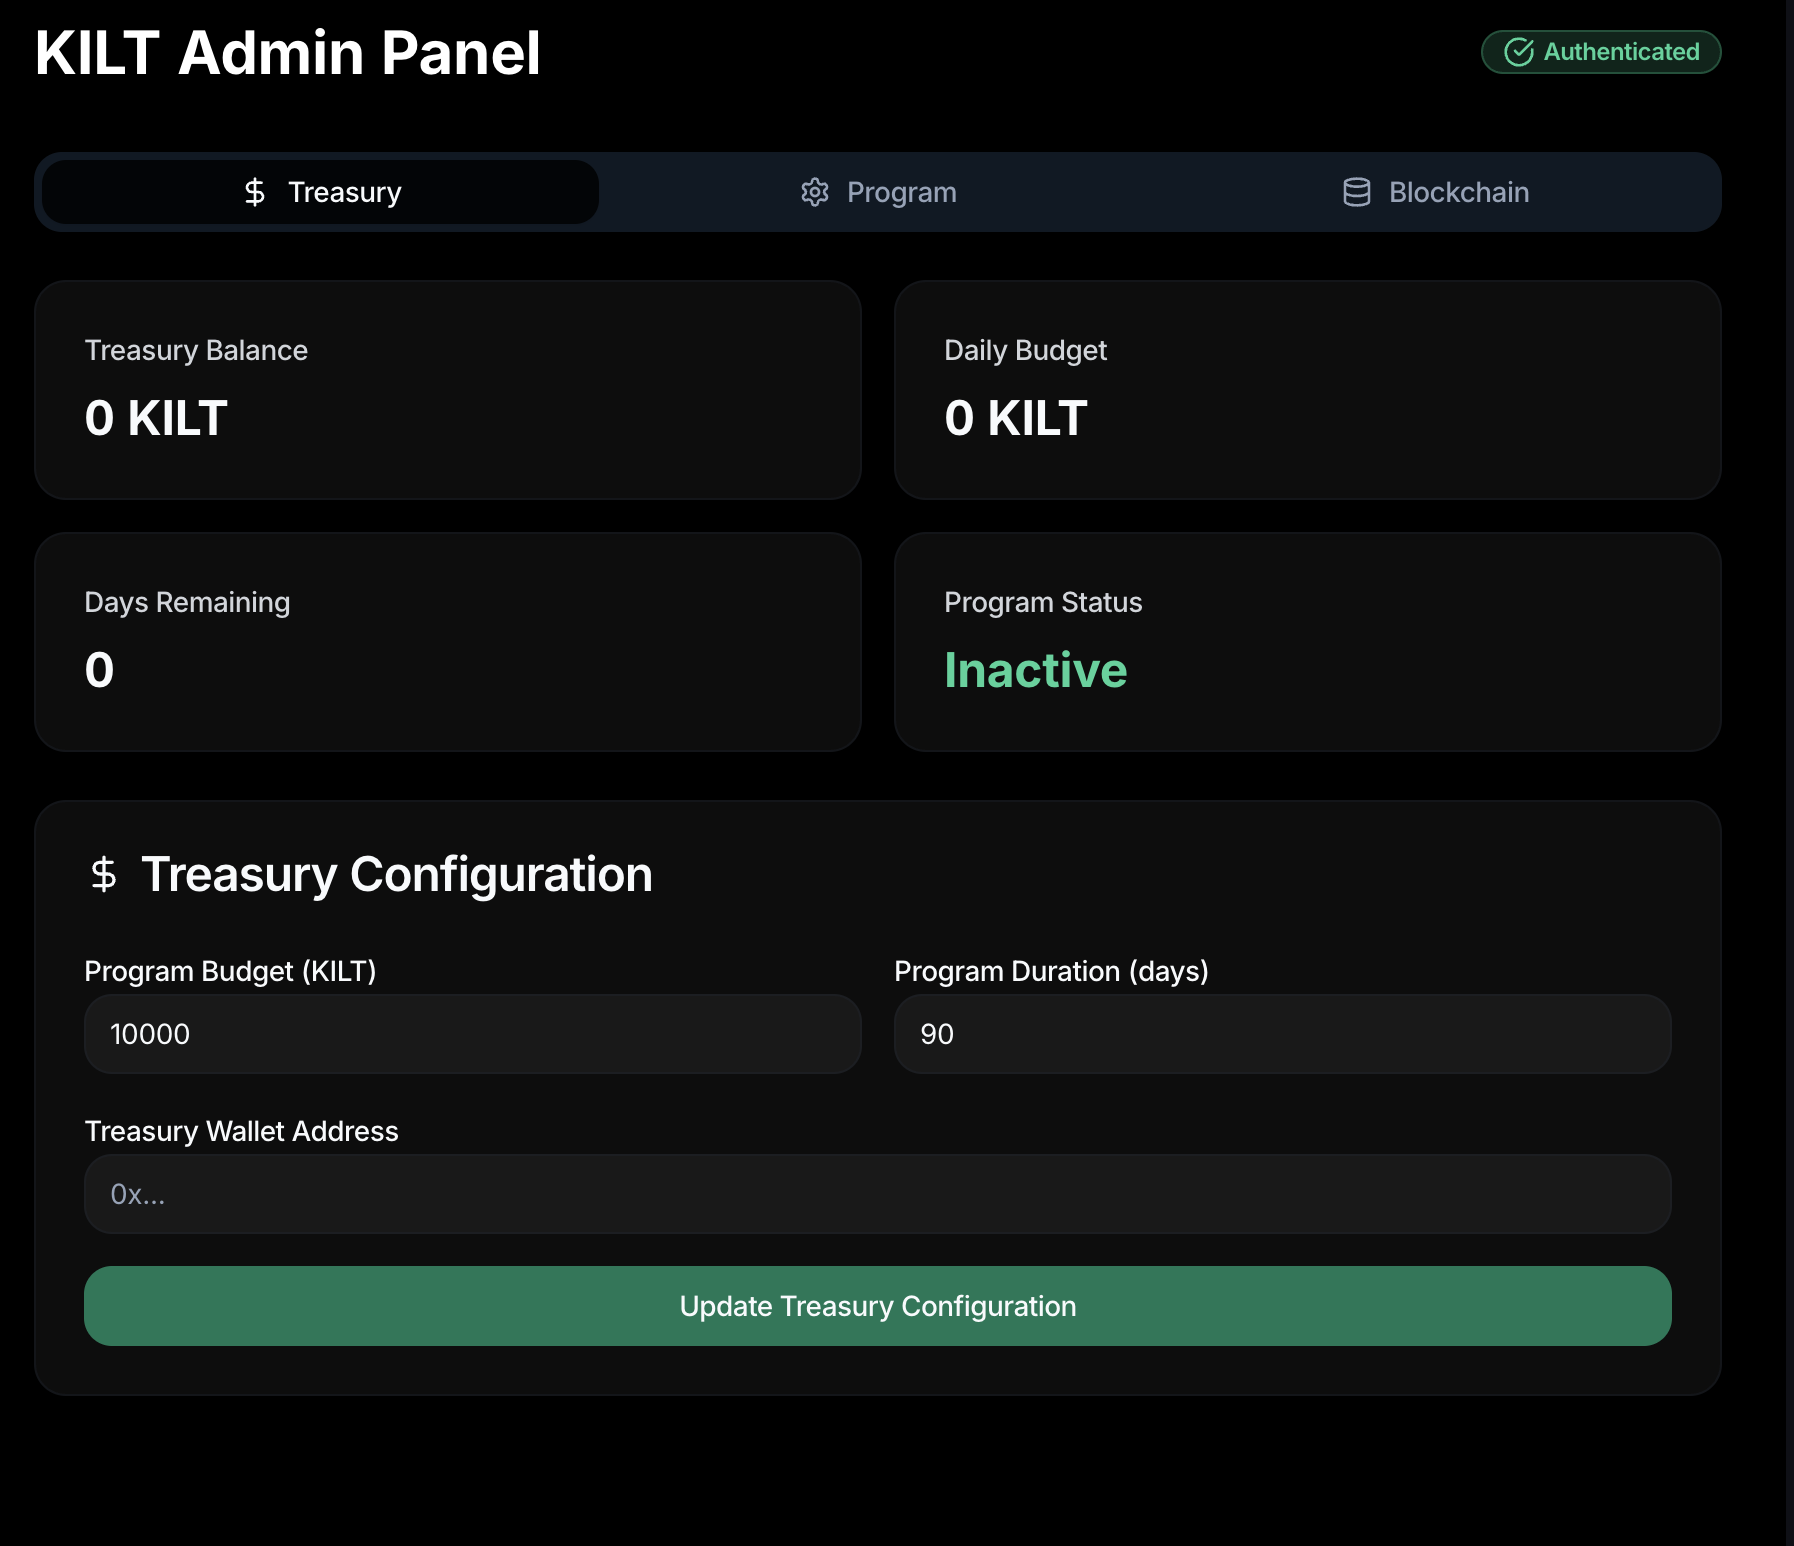 KILT Admin Panel
Authenticated
Treasury
Program
Blockchain
Treasury Balance
0 KILT
Daily Budget
0 KILT
Days Remaining
0
Program Status
Inactive
Treasury Configuration
Program Budget (KILT)
10000
Program Duration (days)
90
Treasury Wallet Address
0x...
Update Treasury Configuration